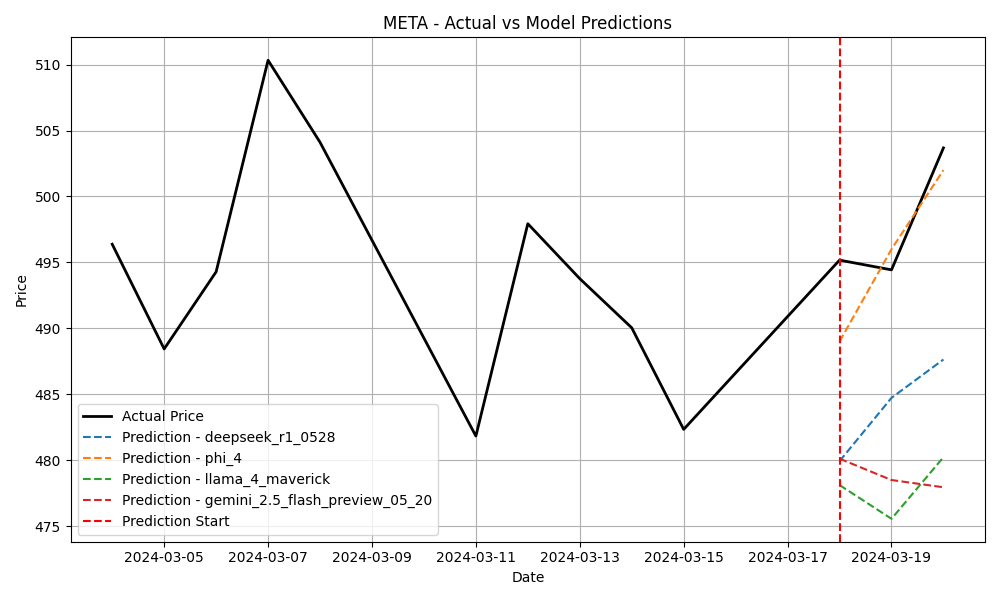 META - Actual vs Model Predictions
Price
510
505
500
495
490
485
480
475
Actual Price
Prediction - deepseek_r1_0528
Prediction - phi_4
Prediction - llama_4_maverick
Prediction - gemini_2.5_flash_preview_05_20
Prediction Start
2024-03-05 2024-03-07 2024-03-09 2024-03-11 2024-03-13 2024-03-15 2024-03-17 2024-03-19
Date